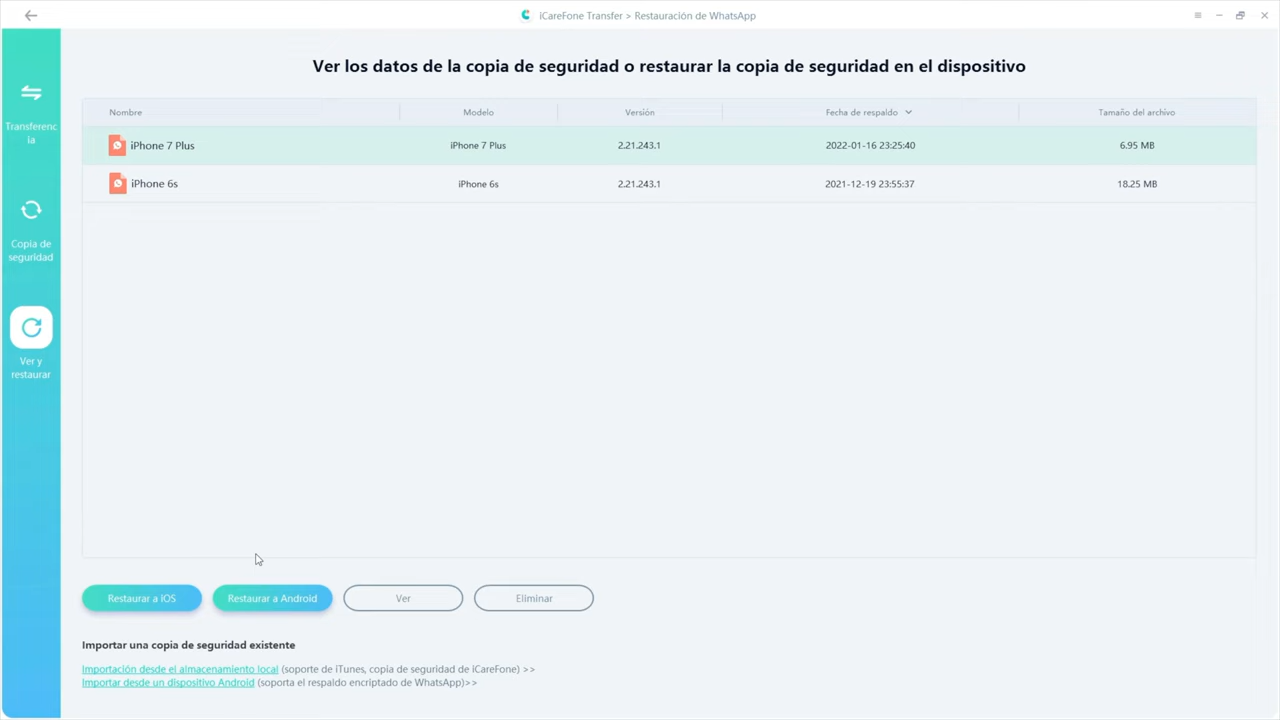 iCareFone Transfer > Restauración de WhatsApp
Ver los datos de la copia de seguridad o restaurar la copia de seguridad en el dispositivo
Nombre Modelo Versión Fecha de respaldo Tamaño del archivo
iPhone 7 Plus iPhone 7 Plus 2.21.243.1 2022-01-16 23:25:40 6.95 MB
iPhone 6s iPhone 6s 2.21.243.1 2021-12-19 23:55:37 18.25 MB
Transferenc
ia
Copia de
seguridad
Ver y
restaurar
Restaurar a iOS Restaurar a Android Ver Eliminar
Importar una copia de seguridad existente
Importación desde el almacenamiento local (soporte de iTunes, copia de seguridad de iCareFone) >>
Importar desde un dispositivo Android (soporta el respaldo encriptado de WhatsApp)>>